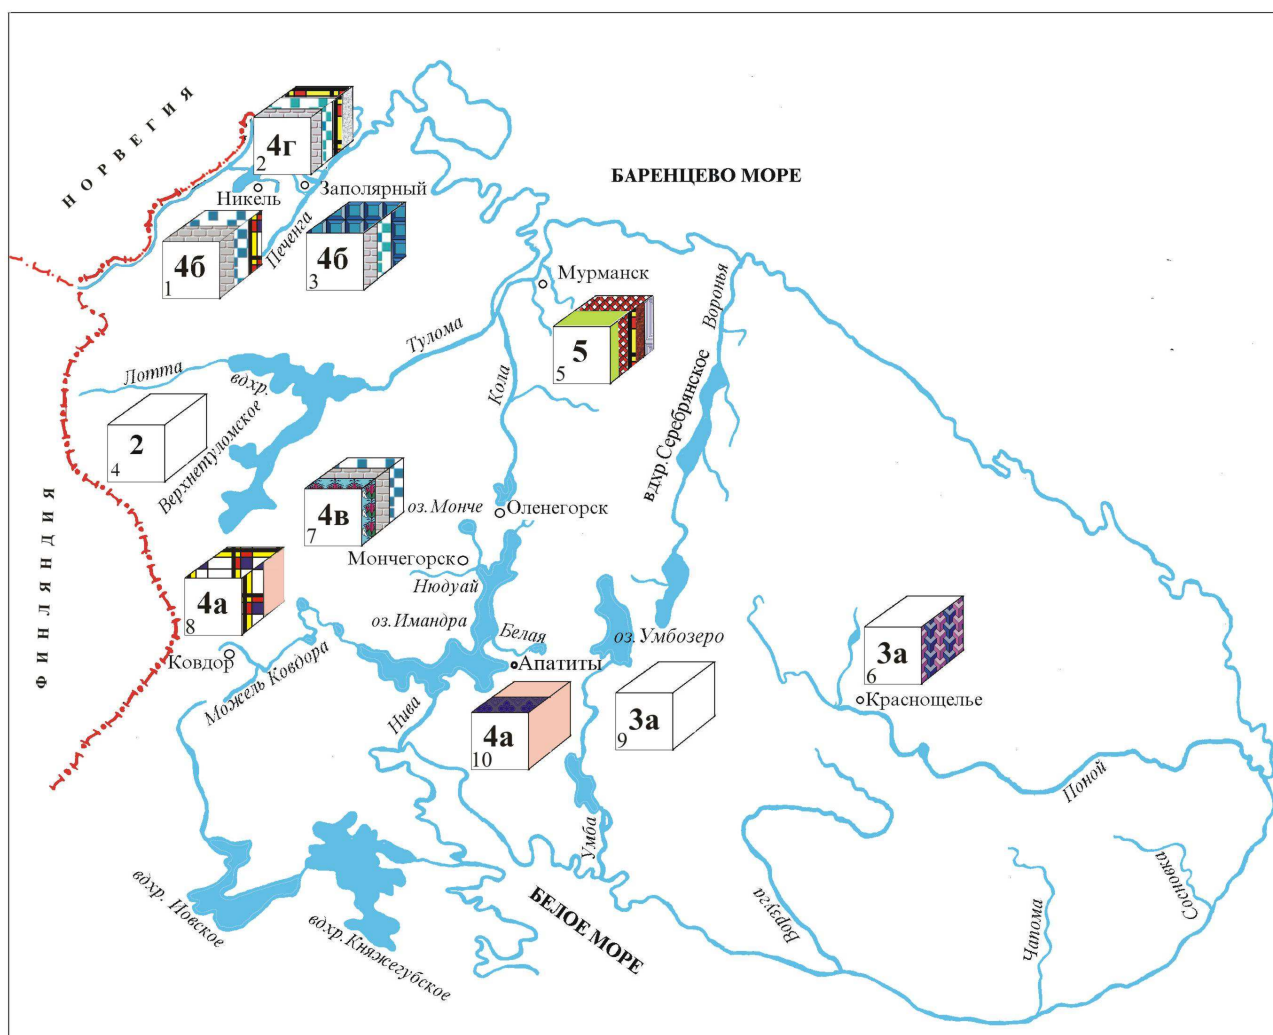 НОРВЕГИЯ
4г
2
Никель
Заполярный
БАРЕНЦЕВО МОРЕ
4б
1
Печенга
4б
3
Мурманск
Воронья
5
5
Тулома
Кола
Лотта
вдхр.
Верхнетуломское
вдхр.Серебрянское
2
4
ФИНЛЯНДИЯ
4в
7
оз.Монче
Оленегорск
Мончегорск
Нюдуай
4а
8
оз.Имандра
Белая
оз.Умбозеро
3а
6
Ковдор
Можель Ковдора
Апатиты
Краснощелье
Нива
4а
10
3а
9
Поной
Умба
вдхр. Иовское
вдхр.Княжегубское
БЕЛОЕ МОРЕ
Ворзуга
Чапома
Сосновка